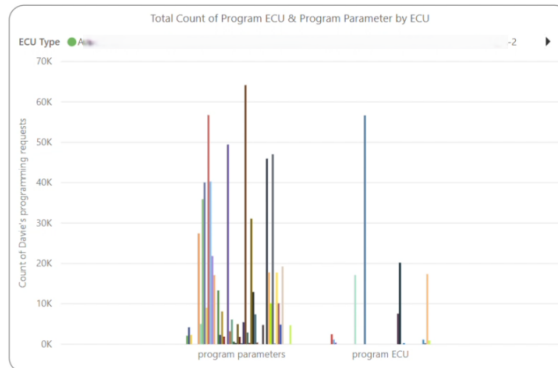 Total Count of Program ECU & Program Parameter by ECU
ECU Type
-2
70K
60K
50K
40K
30K
20K
10K
0K
Count of Davie's programming requests
program parameters
program ECU